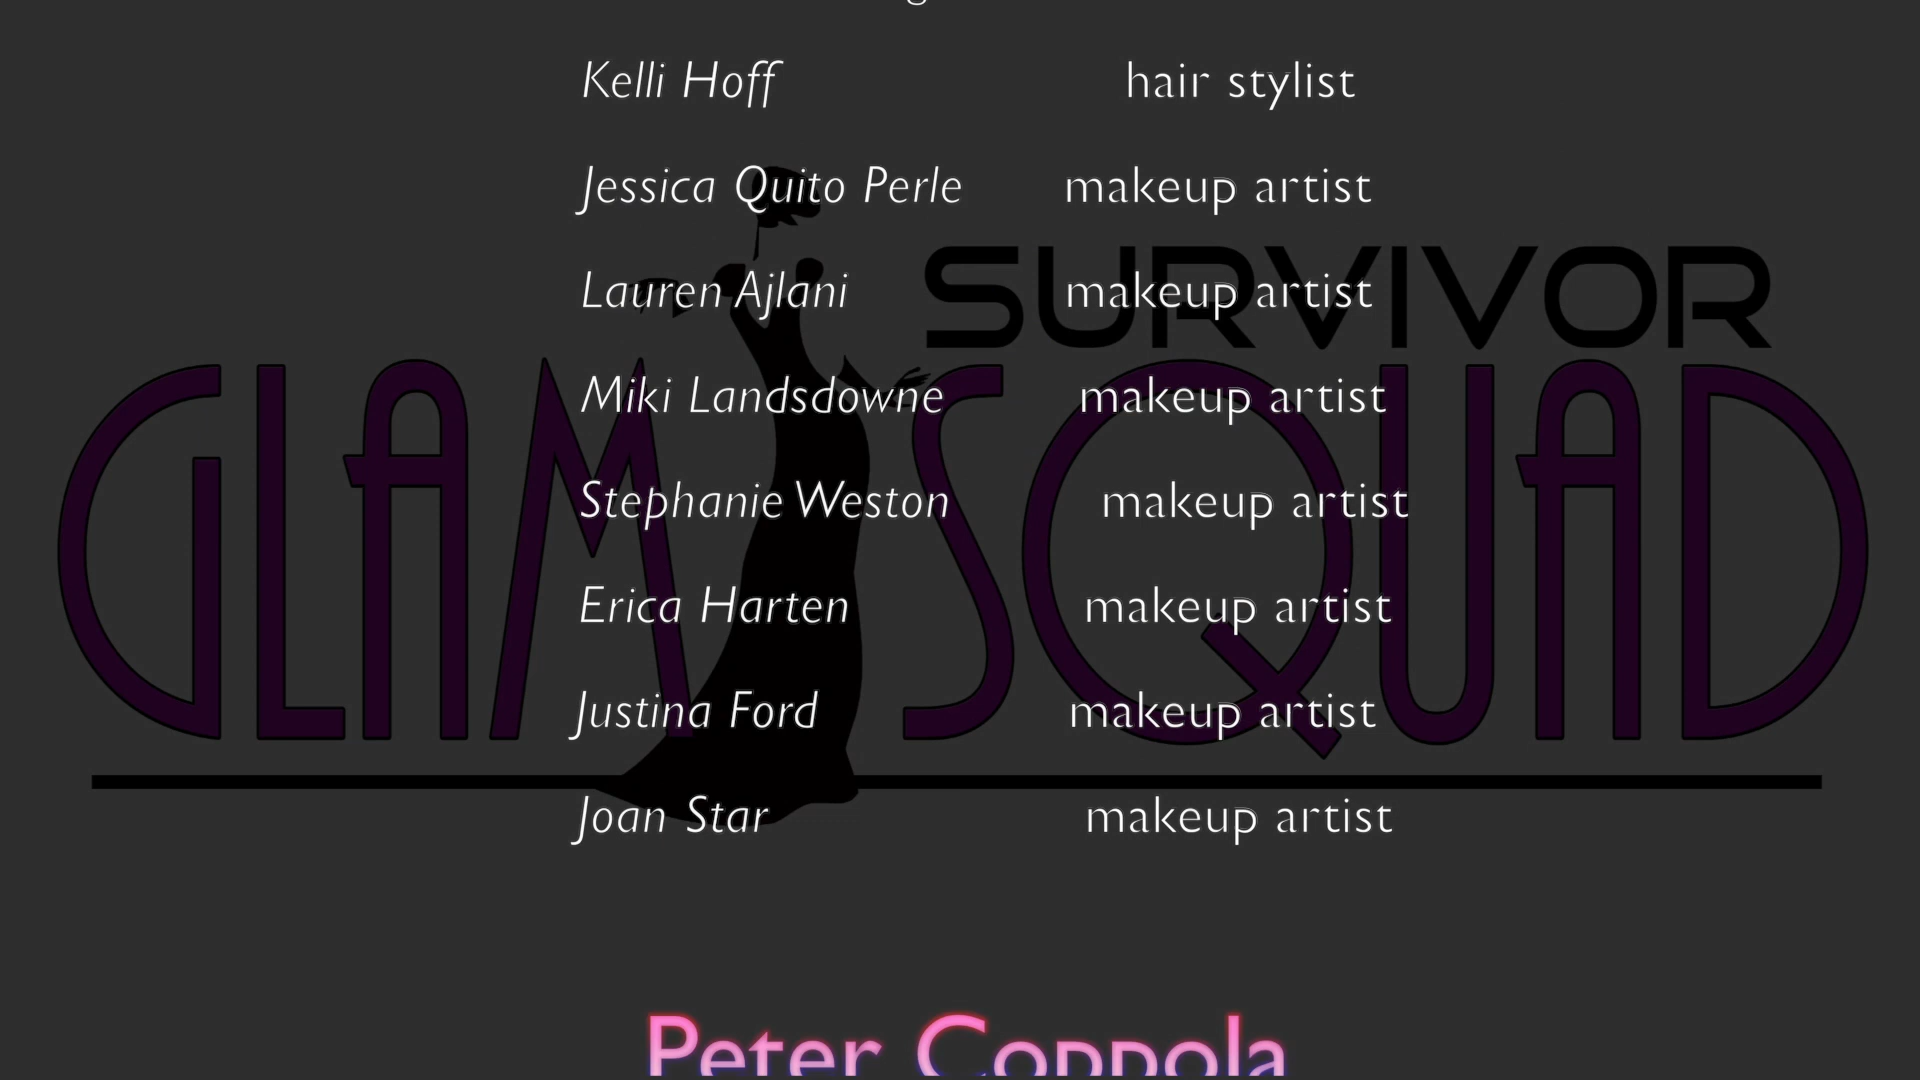 Kelli Hoff hair stylist
Jessica Quito Perle makeup artist
SURVIVOR
Lauren Ajlani makeup artist
GLAM SQUAD
Miki Landsdowne makeup artist
Stephanie Weston makeup artist
Erica Harten makeup artist
Justina Ford makeup artist
Joan Star makeup artist
Peter Coppola